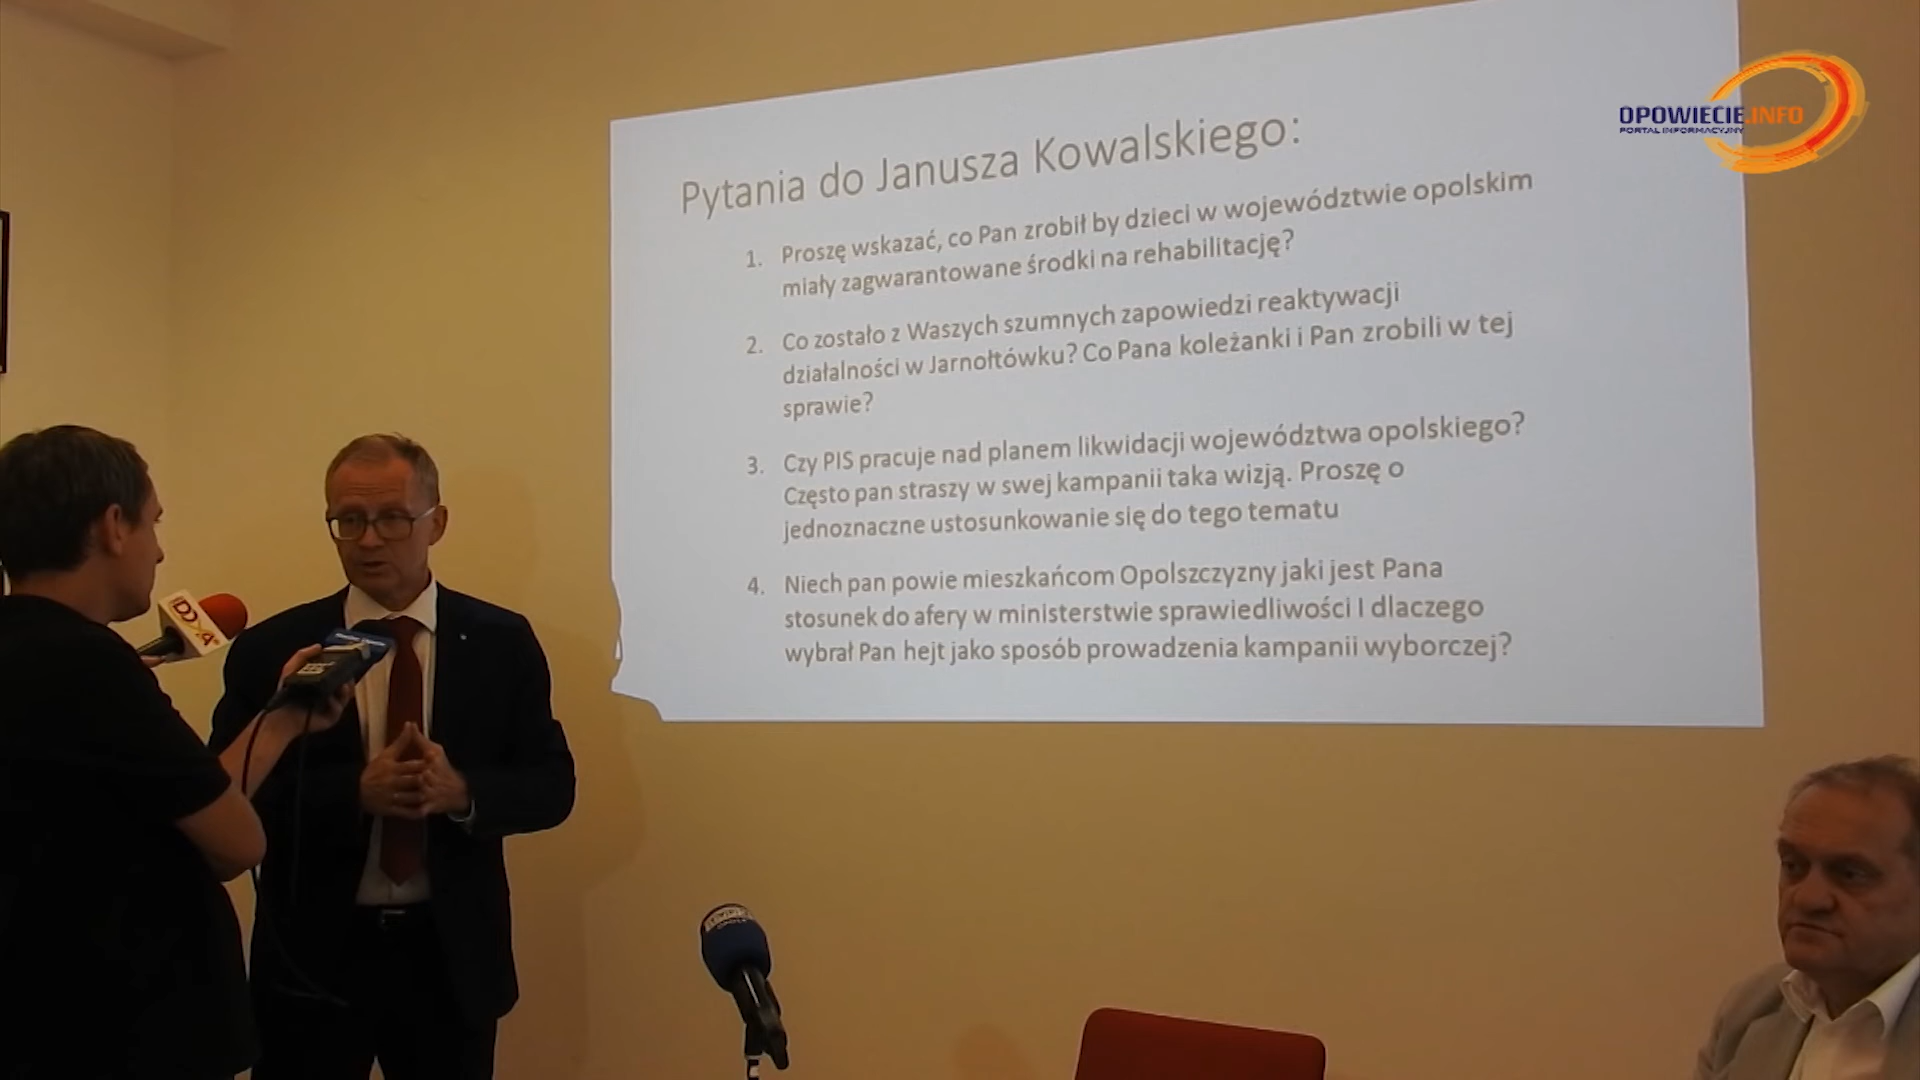 OPOWIECIE.INFO
PORTAL INFORMACYJNY
Pytania do Janusza Kowalskiego:
1. Proszę wskazać, co Pan zrobił by dzieci w województwie opolskim
miały zagwarantowane środki na rehabilitację?
2. Co zostało z Waszych szumnych zapowiedzi reaktywacji
działalności w Jarnołtówku? Co Pana koleżanki i Pan zrobili w tej
sprawie?
3. Czy PIS pracuje nad planem likwidacji województwa opolskiego?
Często pan straszy w swej kampanii taka wizją. Proszę o
jednoznaczne ustosunkowanie się do tego tematu
4. Niech pan powie mieszkańcom Opolszczyzny jaki jest Pana
stosunek do afery w ministerstwie sprawiedliwości I dlaczego
wybrał Pan hejt jako sposób prowadzenia kampanii wyborczej?